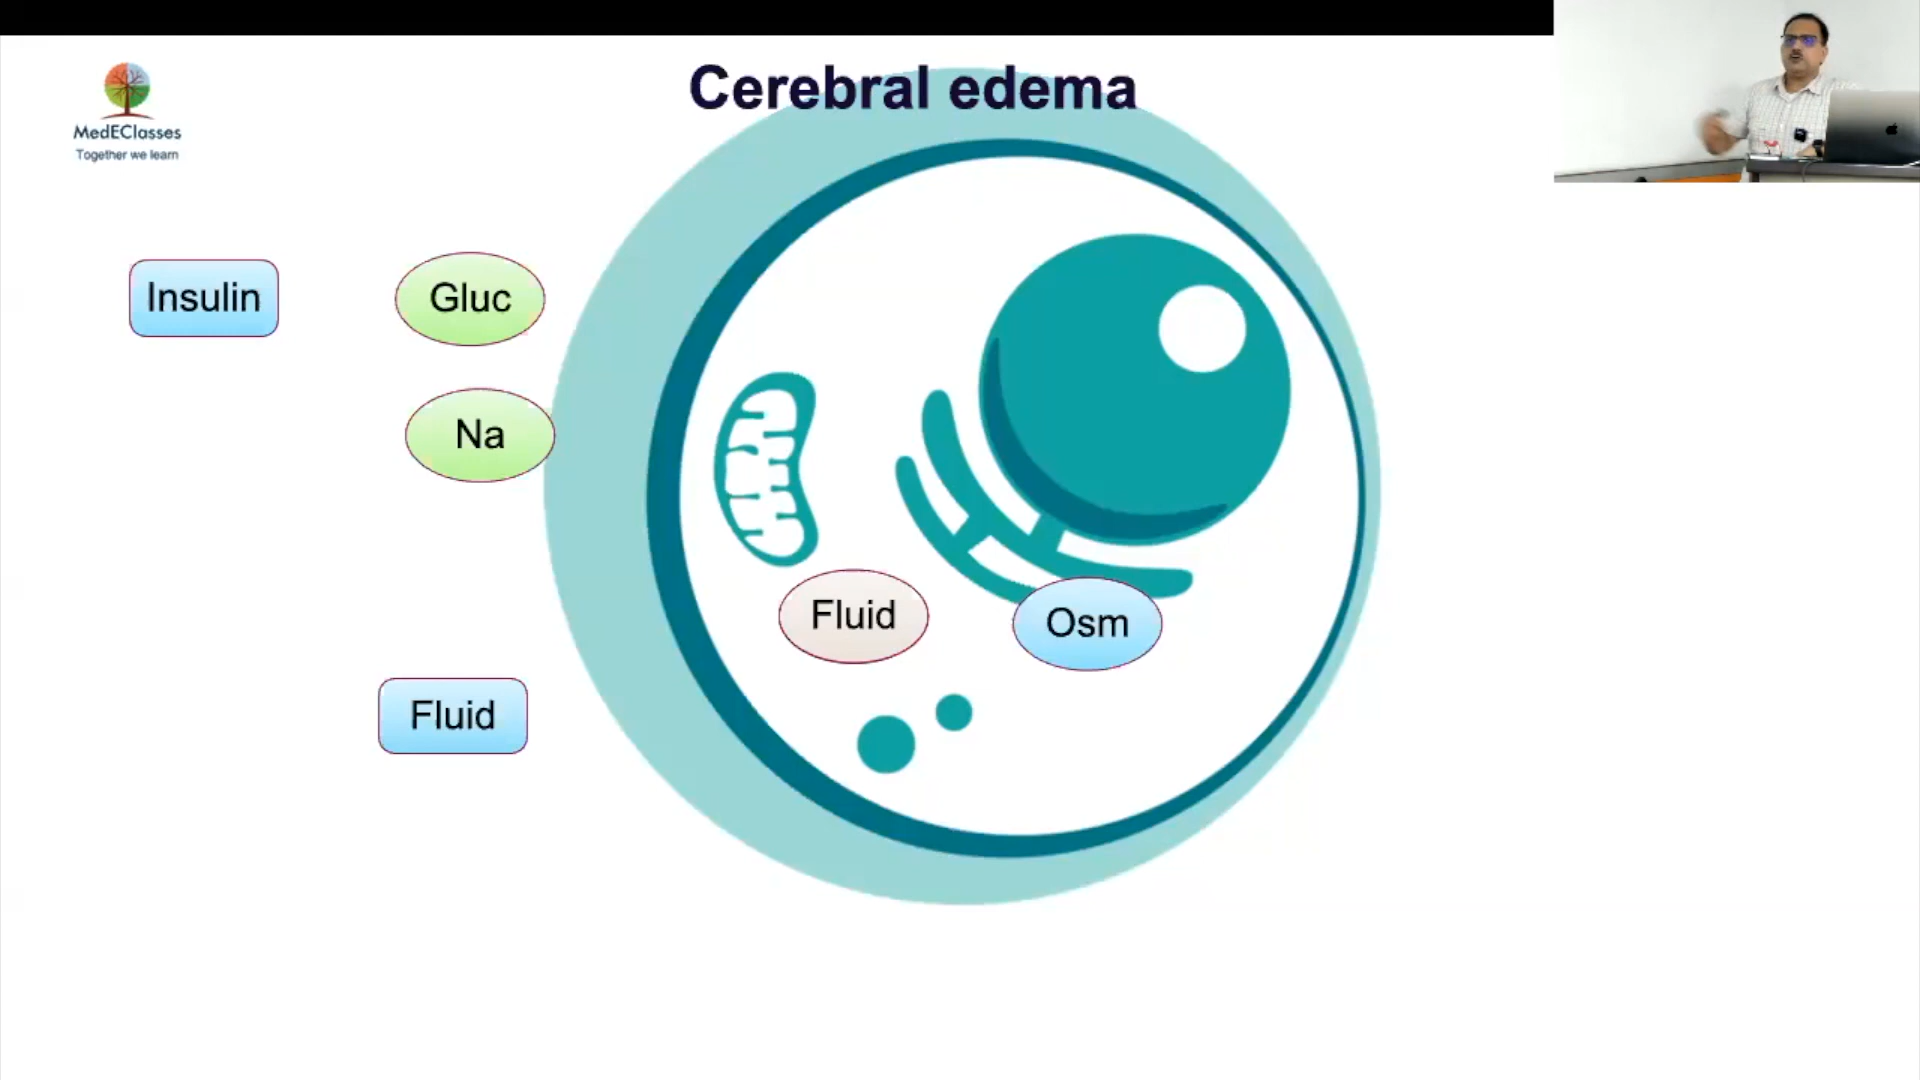 Cerebral edema
MedEClasses
Together we learn
Insulin
Gluc
Na
Fluid
Osm
Fluid